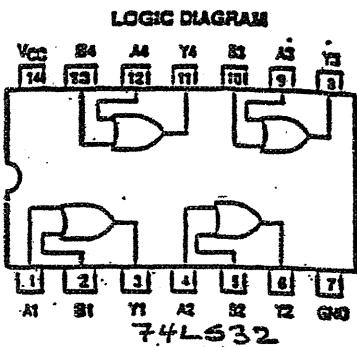 LOGIC DIAGRAM
VCC B4 A4 Y4 B3 A3 Y3
14 13 12 11 10 9 8
1 2 3 4 5 6 7
A1 B1 Y1 A2 B2 Y2 GND
74LS32